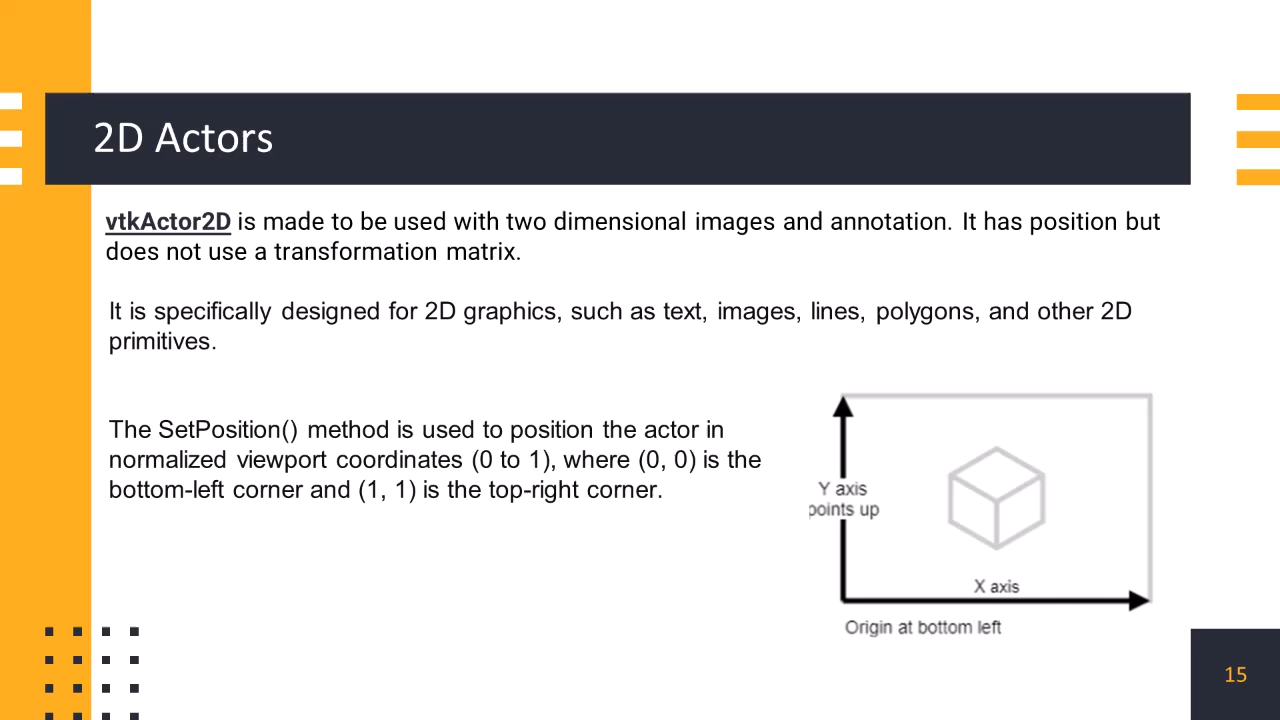 2D Actors
vtkActor2D is made to be used with two dimensional images and annotation. It has position but
does not use a transformation matrix.
It is specifically designed for 2D graphics, such as text, images, lines, polygons, and other 2D
primitives.
The SetPosition() method is used to position the actor in
normalized viewport coordinates (0 to 1), where (0, 0) is the
bottom-left corner and (1, 1) is the top-right corner.
Y axis
points up
X axis
Origin at bottom left
15